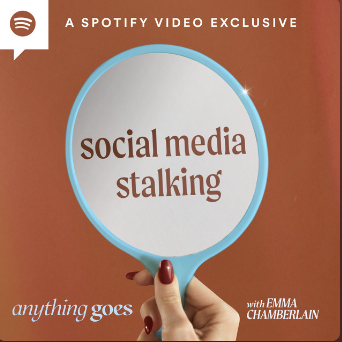 A SPOTIFY VIDEO EXCLUSIVE
social media
stalking
anything goes
with EMMA
CHAMBERLAIN